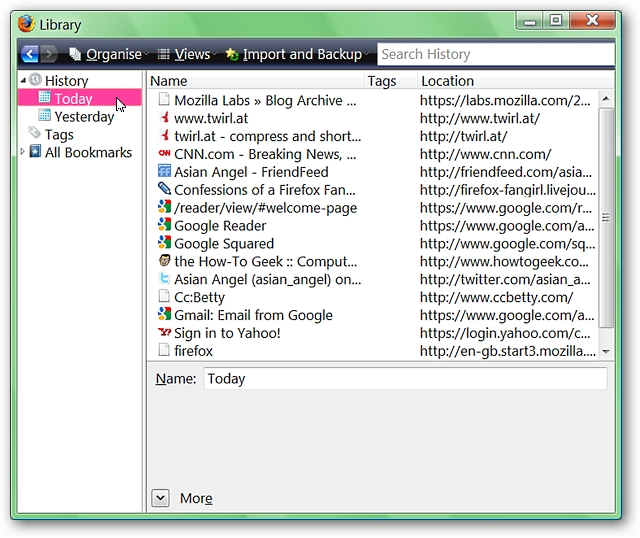 Library
Organise Views Import and Backup Search History
History
Today
Yesterday
Tags
All Bookmarks
Name Tags Location
Mozilla Labs » Blog Archive ... https://labs.mozilla.com/2...
www.twirl.at http://www.twirl.at/
twirl.at - compress and short... http://twirl.at/
CNN.com - Breaking News, ... http://www.cnn.com/
Asian Angel - FriendFeed http://friendfeed.com/asia...
Confessions of a Firefox Fan... http://firefox-fangirl.livejou...
/reader/view/#welcome-page https://www.google.com/r...
Google Reader https://www.google.com/a...
Google Squared http://www.google.com/sq...
the How-To Geek :: Comput... http://www.howtogeek.co...
Asian Angel (asian_angel) on... http://twitter.com/asian_a...
Cc:Betty http://www.ccbetty.com/
Gmail: Email from Google https://www.google.com/a...
Sign in to Yahoo! https://login.yahoo.com/c...
firefox http://en-gb.start3.mozilla....
Name: Today
More